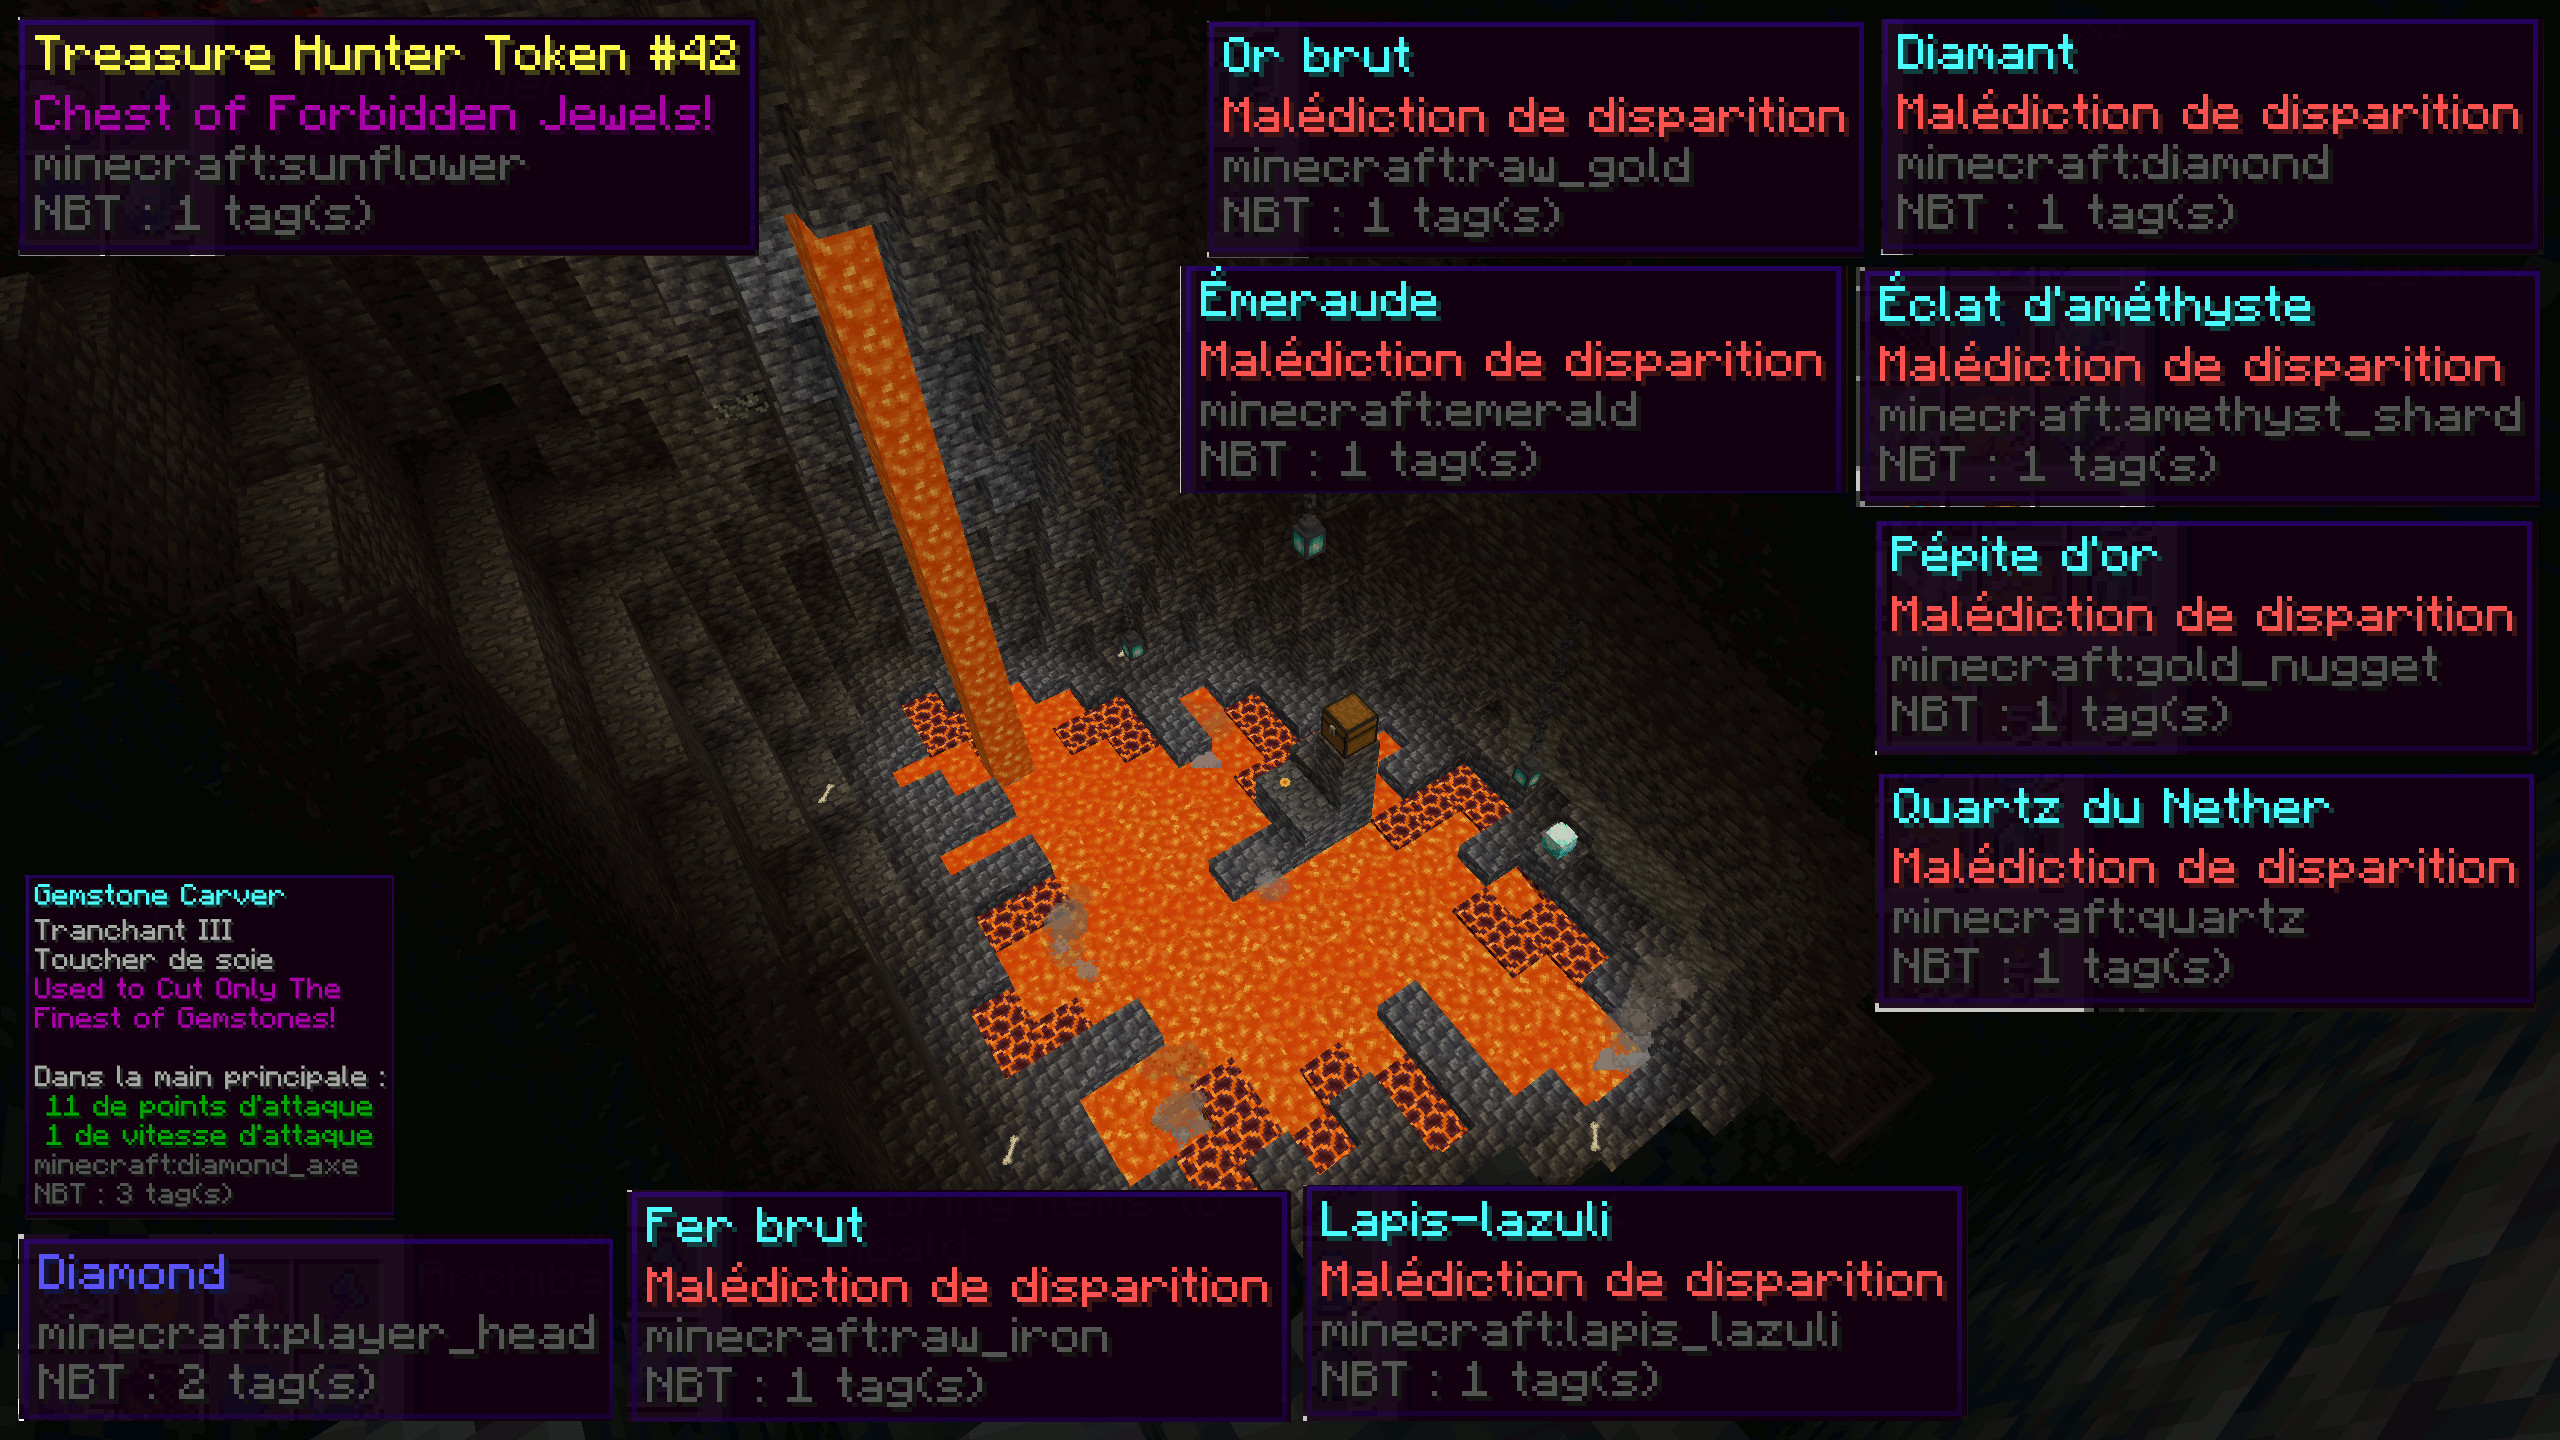 Treasure Hunter Token #42
Chest of Forbidden Jewels!
minecraft:sunflower
NBT : 1 tag(s)
Or brut
Malédiction de disparition
minecraft:raw_gold
NBT : 1 tag(s)
Diamant
Malédiction de disparition
minecraft:diamond
NBT : 1 tag(s)
Émeraude
Malédiction de disparition
minecraft:emerald
NBT : 1 tag(s)
Éclat d'améthyste
Malédiction de disparition
minecraft:amethyst_shard
NBT : 1 tag(s)
Pépite d'or
Malédiction de disparition
minecraft:gold_nugget
NBT : 1 tag(s)
Quartz du Nether
Malédiction de disparition
minecraft:quartz
NBT : 1 tag(s)
Gemstone Carver
Tranchant III
Toucher de soie
Used to Cut Only The
Finest of Gemstones!
Dans la main principale :
11 de points d'attaque
1 de vitesse d'attaque
minecraft:diamond_axe
NBT : 3 tag(s)
Diamond
minecraft:player_head
NBT : 2 tag(s)
Fer brut
Malédiction de disparition
minecraft:raw_iron
NBT : 1 tag(s)
Lapis-lazuli
Malédiction de disparition
minecraft:lapis_lazuli
NBT : 1 tag(s)